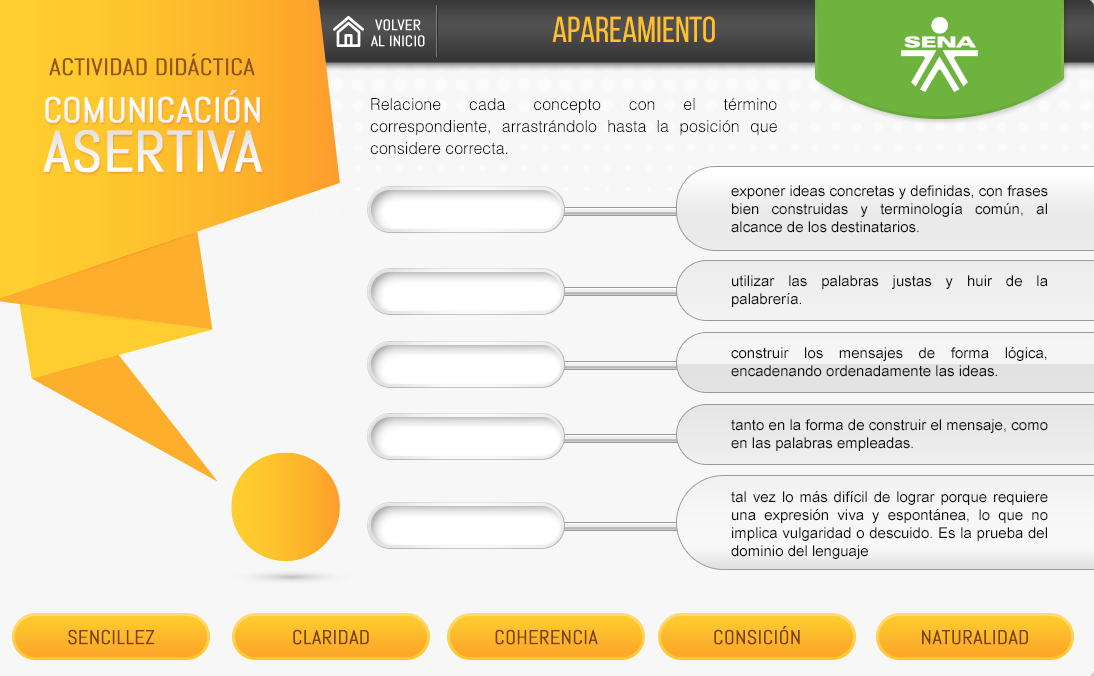 ACTIVIDAD DIDÁCTICA
COMUNICACIÓN
ASERTIVA
VOLVER
AL INICIO
APAREAMIENTO
SENA
Relacione cada concepto con el término
correspondiente, arrastrándolo hasta la posición que
considere correcta.
exponer ideas concretas y definidas, con frases
bien construidas y terminología común, al
alcance de los destinatarios.
utilizar las palabras justas y huir de la
palabrería.
construir los mensajes de forma lógica,
encadenando ordenadamente las ideas.
tanto en la forma de construir el mensaje, como
en las palabras empleadas.
tal vez lo más difícil de lograr porque requiere
una expresión viva y espontánea, lo que no
implica vulgaridad o descuido. Es la prueba del
dominio del lenguaje
SENCILLEZ
CLARIDAD
COHERENCIA
CONSICIÓN
NATURALIDAD